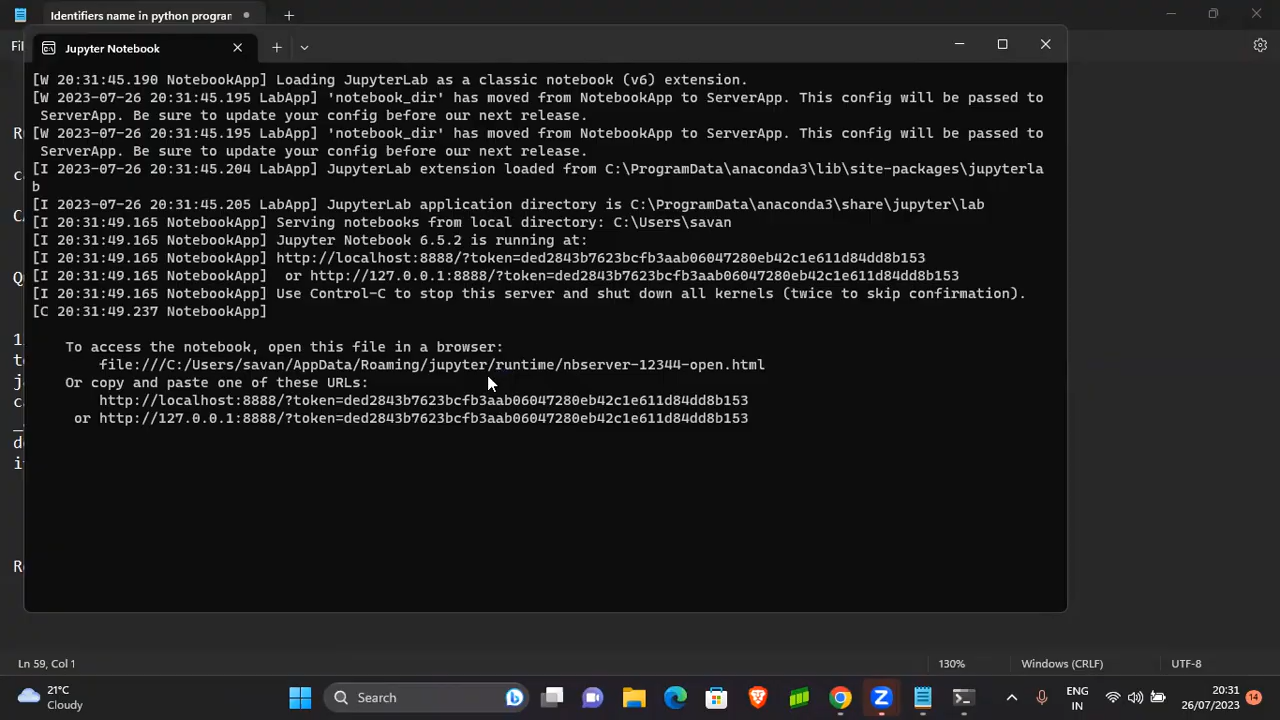 Identifiers name in python program
Jupyter Notebook
[W 20:31:45.190 NotebookApp] Loading JupyterLab as a classic notebook (v6) extension.
[W 2023-07-26 20:31:45.195 LabApp] 'notebook_dir' has moved from NotebookApp to ServerApp. This config will be passed to
ServerApp. Be sure to update your config before our next release.
[W 2023-07-26 20:31:45.195 LabApp] 'notebook_dir' has moved from NotebookApp to ServerApp. This config will be passed to
ServerApp. Be sure to update your config before our next release.
[I 2023-07-26 20:31:45.204 LabApp] JupyterLab extension loaded from C:\ProgramData\anaconda3\lib\site-packages\jupyterla
b
[I 2023-07-26 20:31:45.205 LabApp] JupyterLab application directory is C:\ProgramData\anaconda3\share\jupyter\lab
[I 20:31:49.165 NotebookApp] Serving notebooks from local directory: C:\Users\savan
[I 20:31:49.165 NotebookApp] Jupyter Notebook 6.5.2 is running at:
[I 20:31:49.165 NotebookApp] http://localhost:8888/?token=ded2843b7623bcfb3aab06047280eb42c1e611d84dd8b153
[I 20:31:49.165 NotebookApp]  or http://127.0.0.1:8888/?token=ded2843b7623bcfb3aab06047280eb42c1e611d84dd8b153
[I 20:31:49.165 NotebookApp] Use Control-C to stop this server and shut down all kernels (twice to skip confirmation).
[C 20:31:49.237 NotebookApp]
To access the notebook, open this file in a browser:
file:///C:/Users/savan/AppData/Roaming/jupyter/runtime/nbserver-12344-open.html
Or copy and paste one of these URLs:
http://localhost:8888/?token=ded2843b7623bcfb3aab06047280eb42c1e611d84dd8b153
or http://127.0.0.1:8888/?token=ded2843b7623bcfb3aab06047280eb42c1e611d84dd8b153
Ln 59, Col 1
130%
Windows (CRLF)
UTF-8
21°C
Cloudy
Search
ENG
IN
20:31
26/07/2023
14